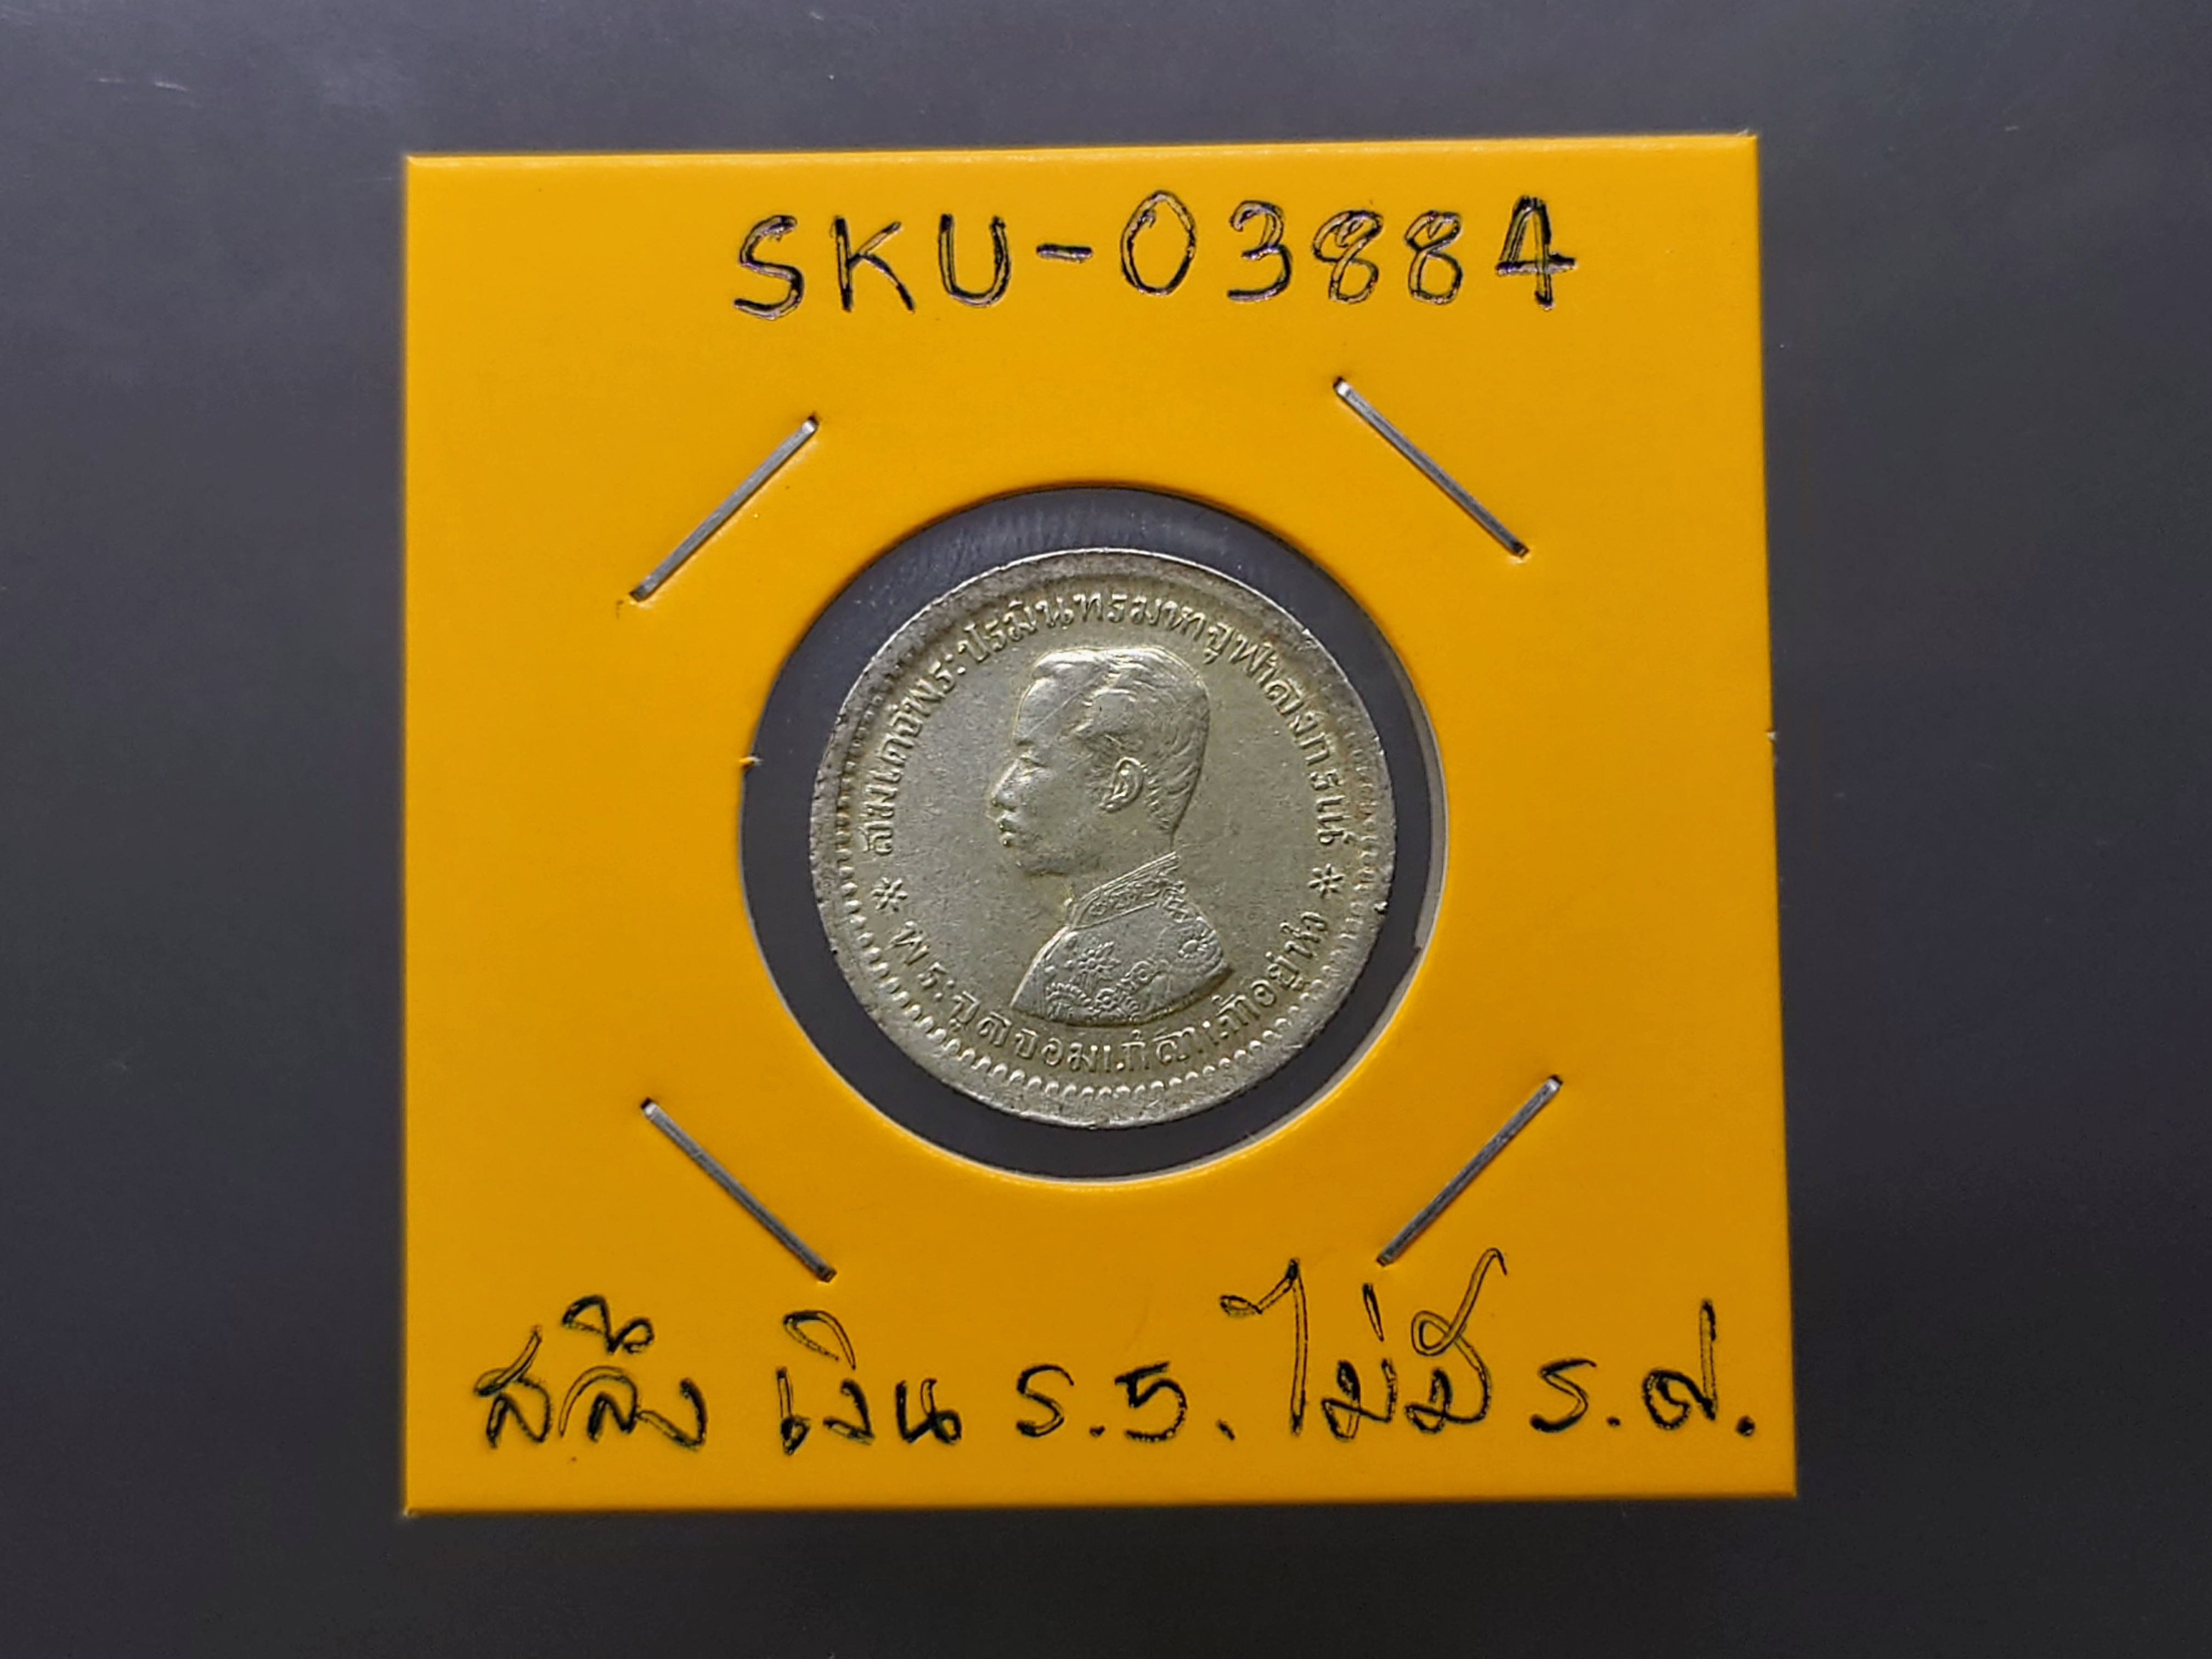 SKU-03884
สมเดจพระปรมินทรมหาจุฬาลงกรณ์
พระจุลจอมเกล้าเจ้าอยู่หัว
สลึง เงิน ร.5. ไม่มี ร.ศ.